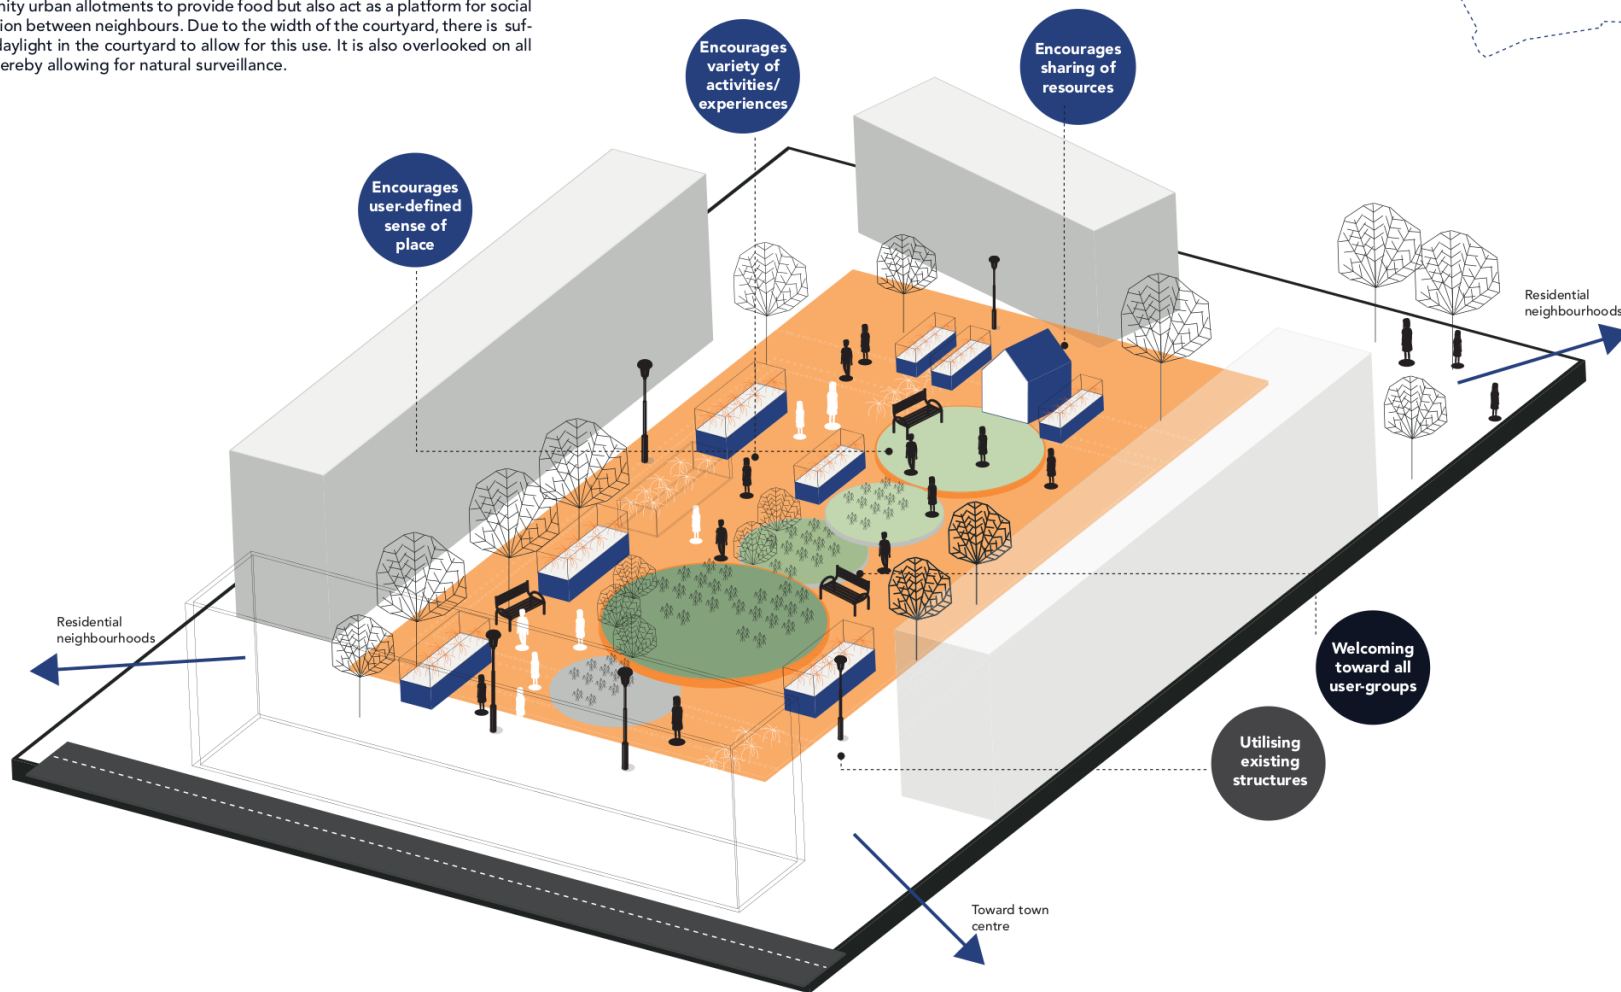 nity urban allotments to provide food but also act as a platform for social
ion between neighbours. Due to the width of the courtyard, there is suf-
daylight in the courtyard to allow for this use. It is also overlooked on all
ereby allowing for natural surveillance.
Encourages
variety of
activities/
experiences
Encourages
sharing of
resources
Encourages
user-defined
sense of
place
Residential
neighbourhoods
Residential
neighbourhoods
Welcoming
toward all
user-groups
Utilising
existing
structures
Toward town
centre